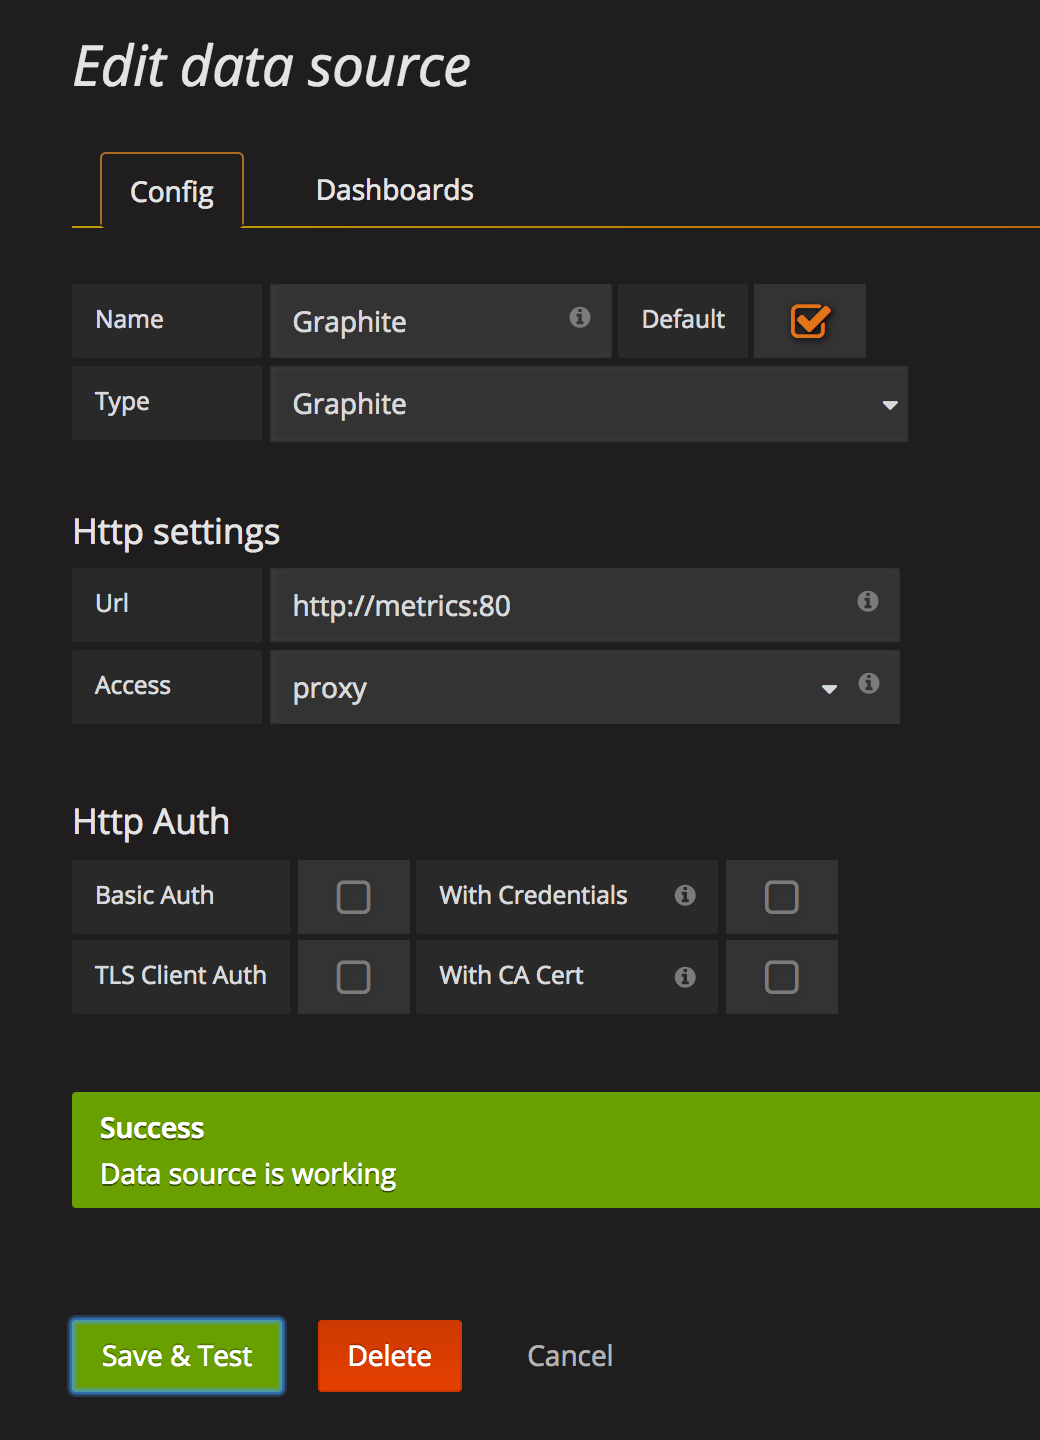 Edit data source
Config Dashboards
Name Graphite Default
Type Graphite
Http settings
Url http://metrics:80
Access proxy
Http Auth
Basic Auth With Credentials
TLS Client Auth With CA Cert
Success
Data source is working
Save & Test Delete Cancel